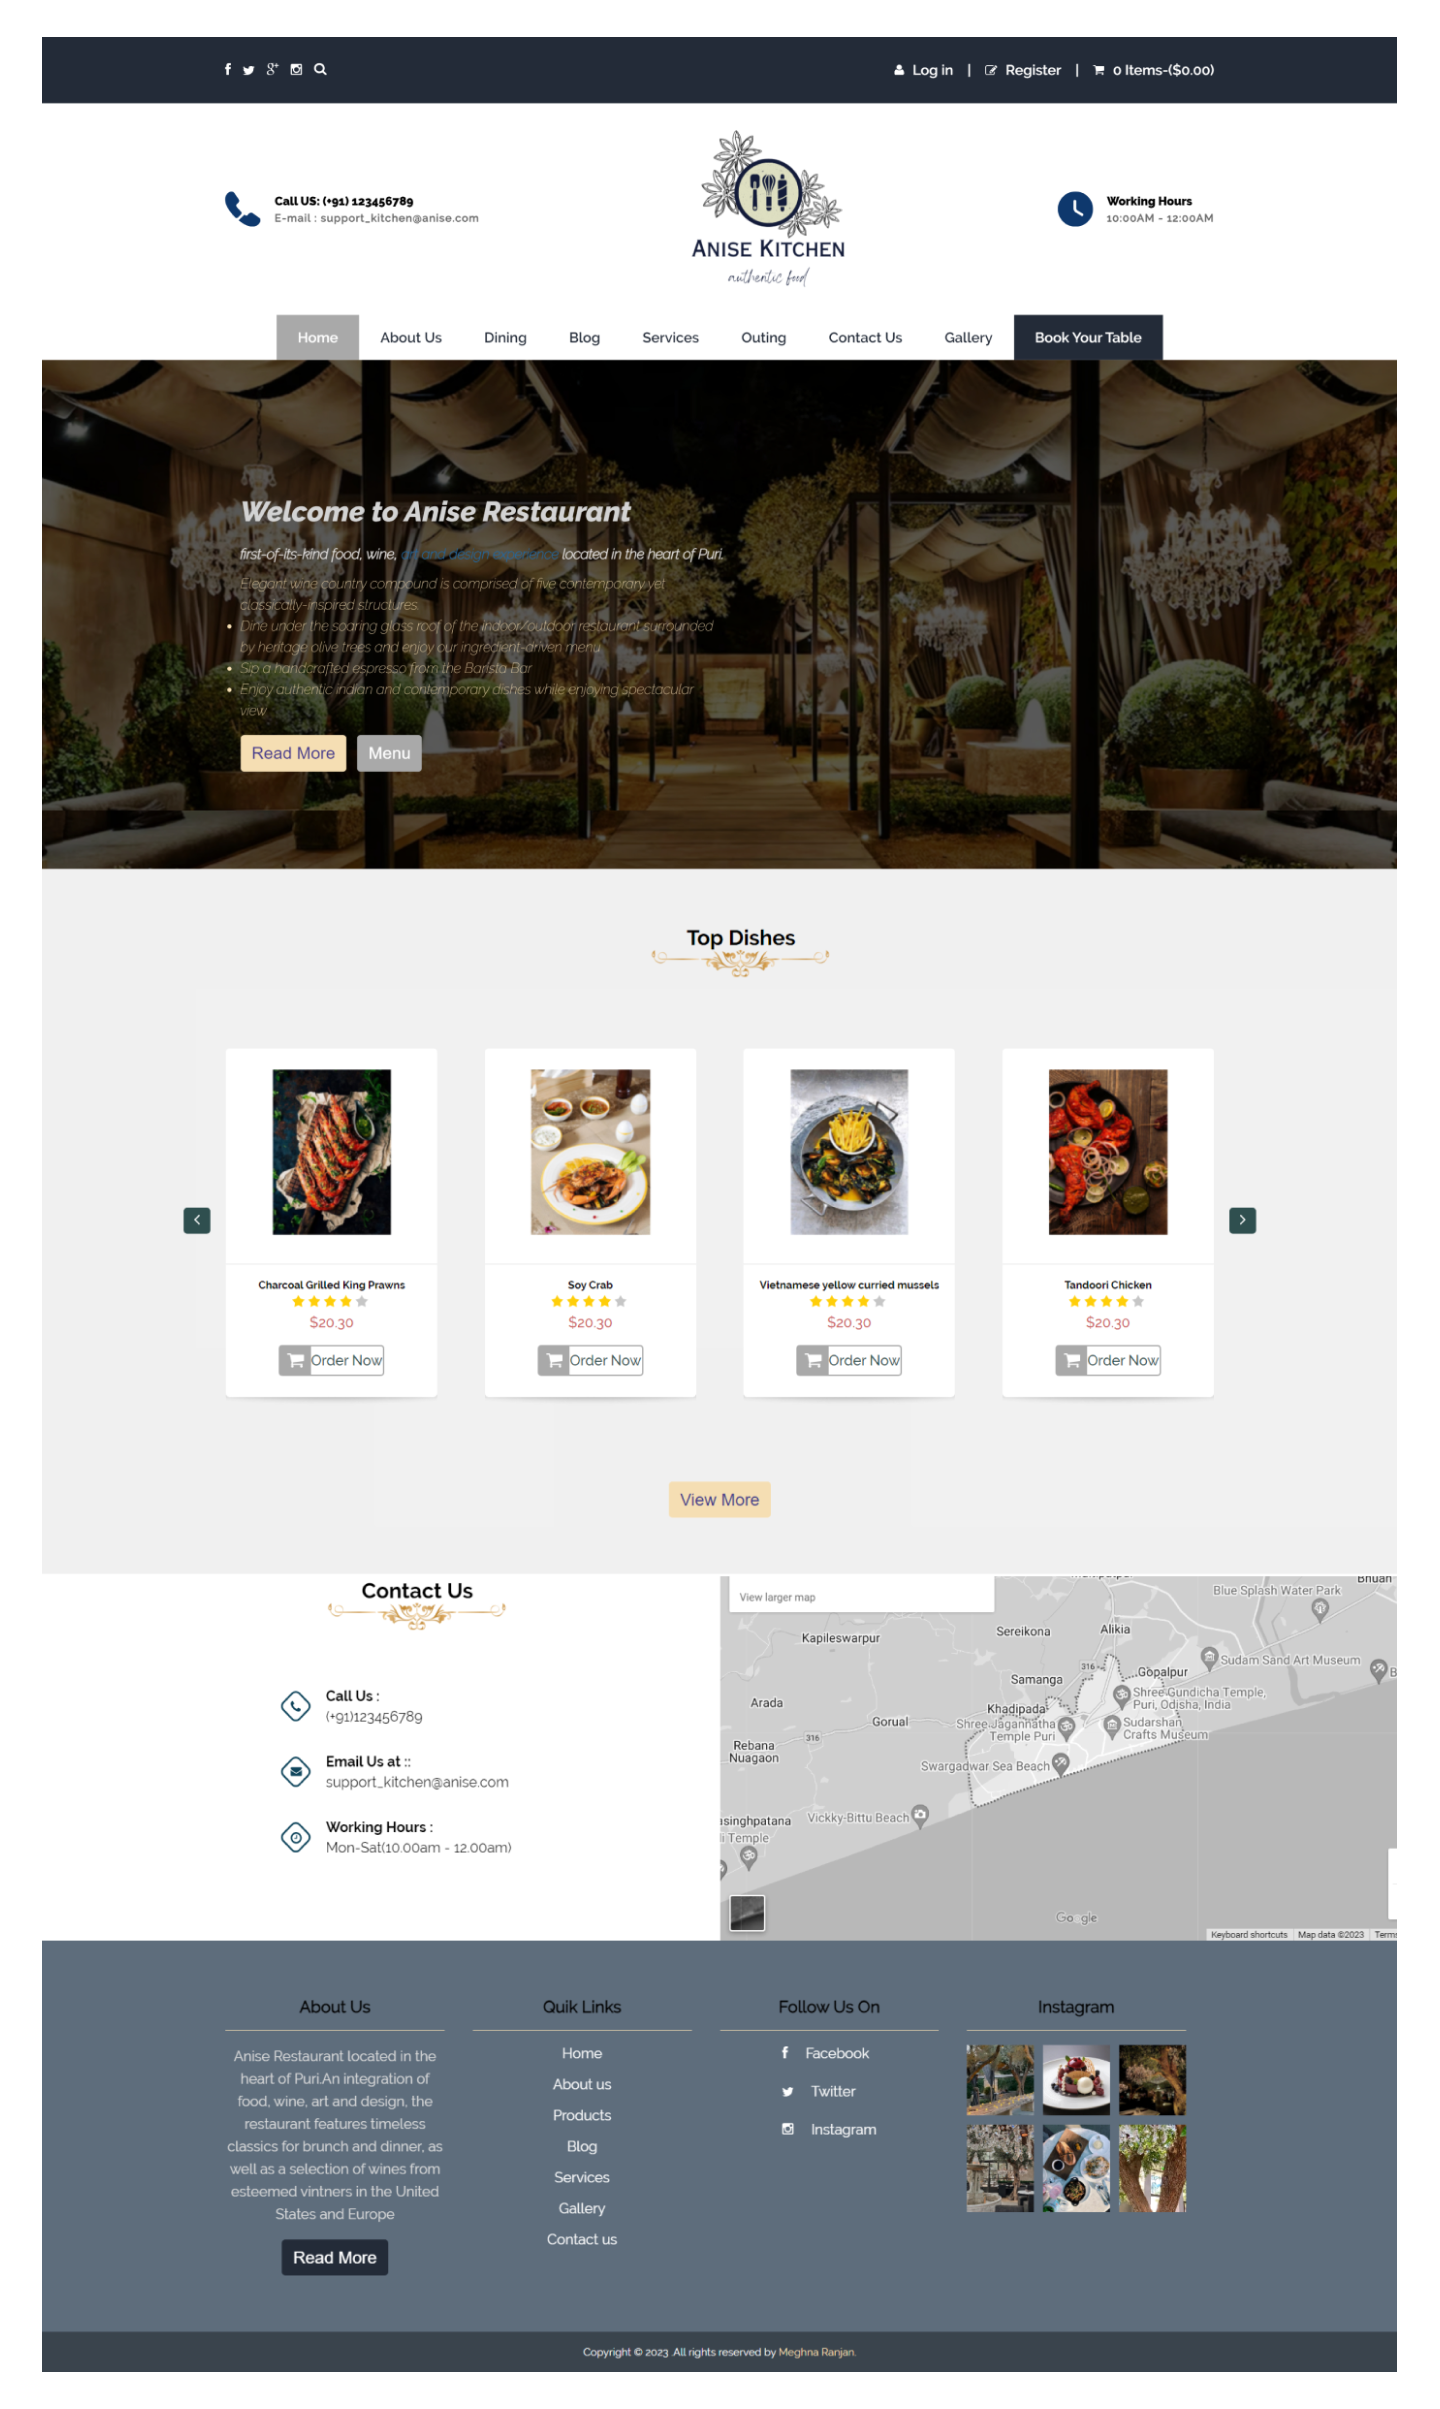 Log in | Register | 0 Items-($0.00)
Call US: (+91) 123456789
E-mail : support_kitchen@anise.com
ANISE KITCHEN
authentic food
Working Hours
10:00AM - 12:00AM
Home About Us Dining Blog Services Outing Contact Us Gallery Book Your Table
Welcome to Anise Restaurant
first-of-its-kind food, wine, art and design experience located in the heart of Puri.
Elegant wine country compound is comprised of five contemporary yet
classically-inspired structures.
Dine under the soaring glass roof of the indoor/outdoor restaurant surrounded
by heritage olive trees and enjoy our ingredient-driven menu
Sip a handcrafted espresso from the Barista Bar
Enjoy authentic indian and contemporary dishes while enjoying spectacular
view
Read More Menu
Top Dishes
Charcoal Grilled King Prawns
$20.30
Order Now
Soy Crab
$20.30
Order Now
Vietnamese yellow curried mussels
$20.30
Order Now
Tandoori Chicken
$20.30
Order Now
View More
Contact Us
Call Us :
(+91)123456789
Email Us at ::
support_kitchen@anise.com
Working Hours :
Mon-Sat(10.00am - 12.00am)
View larger map
Bhuan
Blue Splash Water Park
Kapileswarpur
Sereikona
Alikia
Sudam Sand Art Museum
316
Gopalpur
Samanga
Shree Gundicha Temple,
Puri, Odisha, India
Arada
Khadipada
Gorual
Shree Jagannatha
Temple Puri
Sudarshan
Crafts Museum
316
Rebana
Nuagaon
Swargadwar Sea Beach
Vickky-Bittu Beach
singhpatana
i Temple
Google
Keyboard shortcuts Map data ©2023 Terms
About Us
Anise Restaurant located in the
heart of Puri.An integration of
food, wine, art and design, the
restaurant features timeless
classics for brunch and dinner, as
well as a selection of wines from
esteemed vintners in the United
States and Europe
Read More
Quik Links
Home
About us
Products
Blog
Services
Gallery
Contact us
Follow Us On
Facebook
Twitter
Instagram
Instagram
Copyright © 2023 .All rights reserved by Meghna Ranjan.